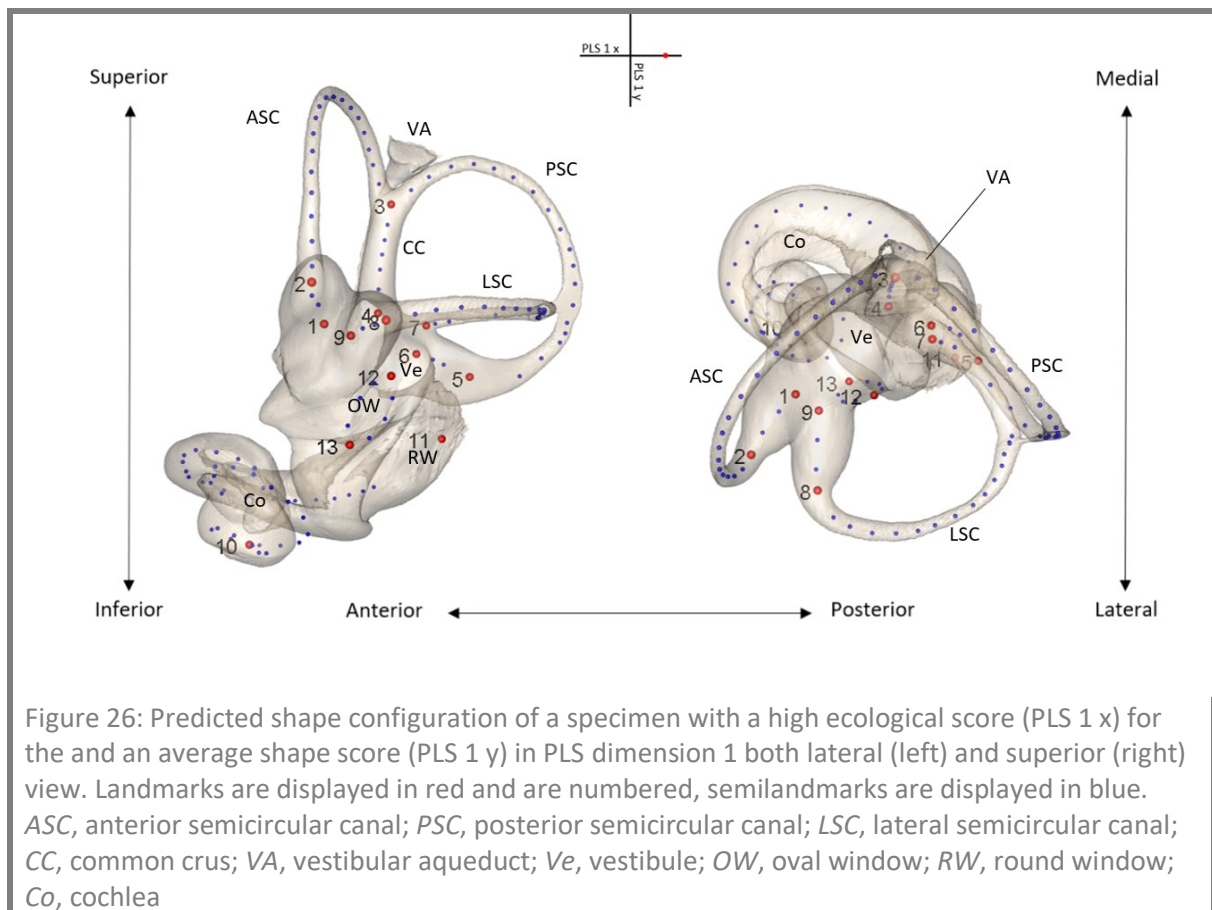 PLS 1 x
PLS 1 y
Superior
Medial
ASC
VA
PSC
VA
3
CC
Co
3
2
LSC
4
1
4
8
7
9
10
6
Ve
7
6
Ve
11
5
12
5
ASC
PSC
OW
1
13
12
9
13
11
RW
2
Co
8
10
LSC
Inferior
Anterior
Posterior
Lateral
Figure 26: Predicted shape configuration of a specimen with a high ecological score (PLS 1 x) for
the and an average shape score (PLS 1 y) in PLS dimension 1 both lateral (left) and superior (right)
view. Landmarks are displayed in red and are numbered, semilandmarks are displayed in blue.
ASC, anterior semicircular canal; PSC, posterior semicircular canal; LSC, lateral semicircular canal;
CC, common crus; VA, vestibular aqueduct; Ve, vestibule; OW, oval window; RW, round window;
Co, cochlea